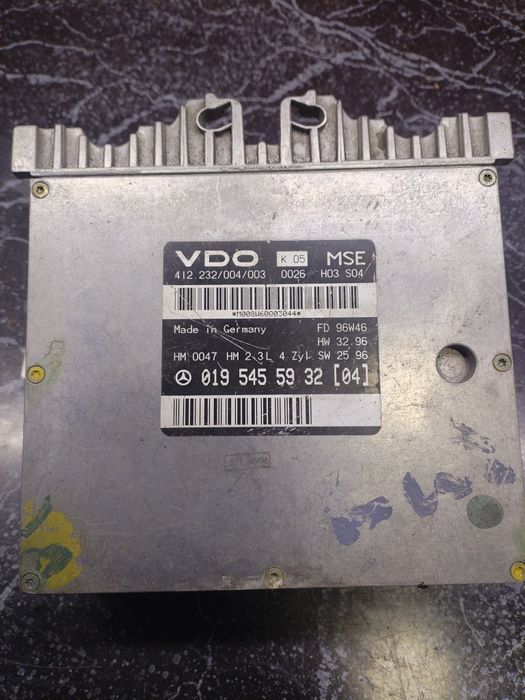 VDO K 05 MSE
412.232/004/003 0026 H03 S04
*M00SW60003044*
Made in Germany FD 96W46
HW 32.96
HM 0047 HM 2.3L 4 Zyl. SW 25 96
019 545 59 32 [04]